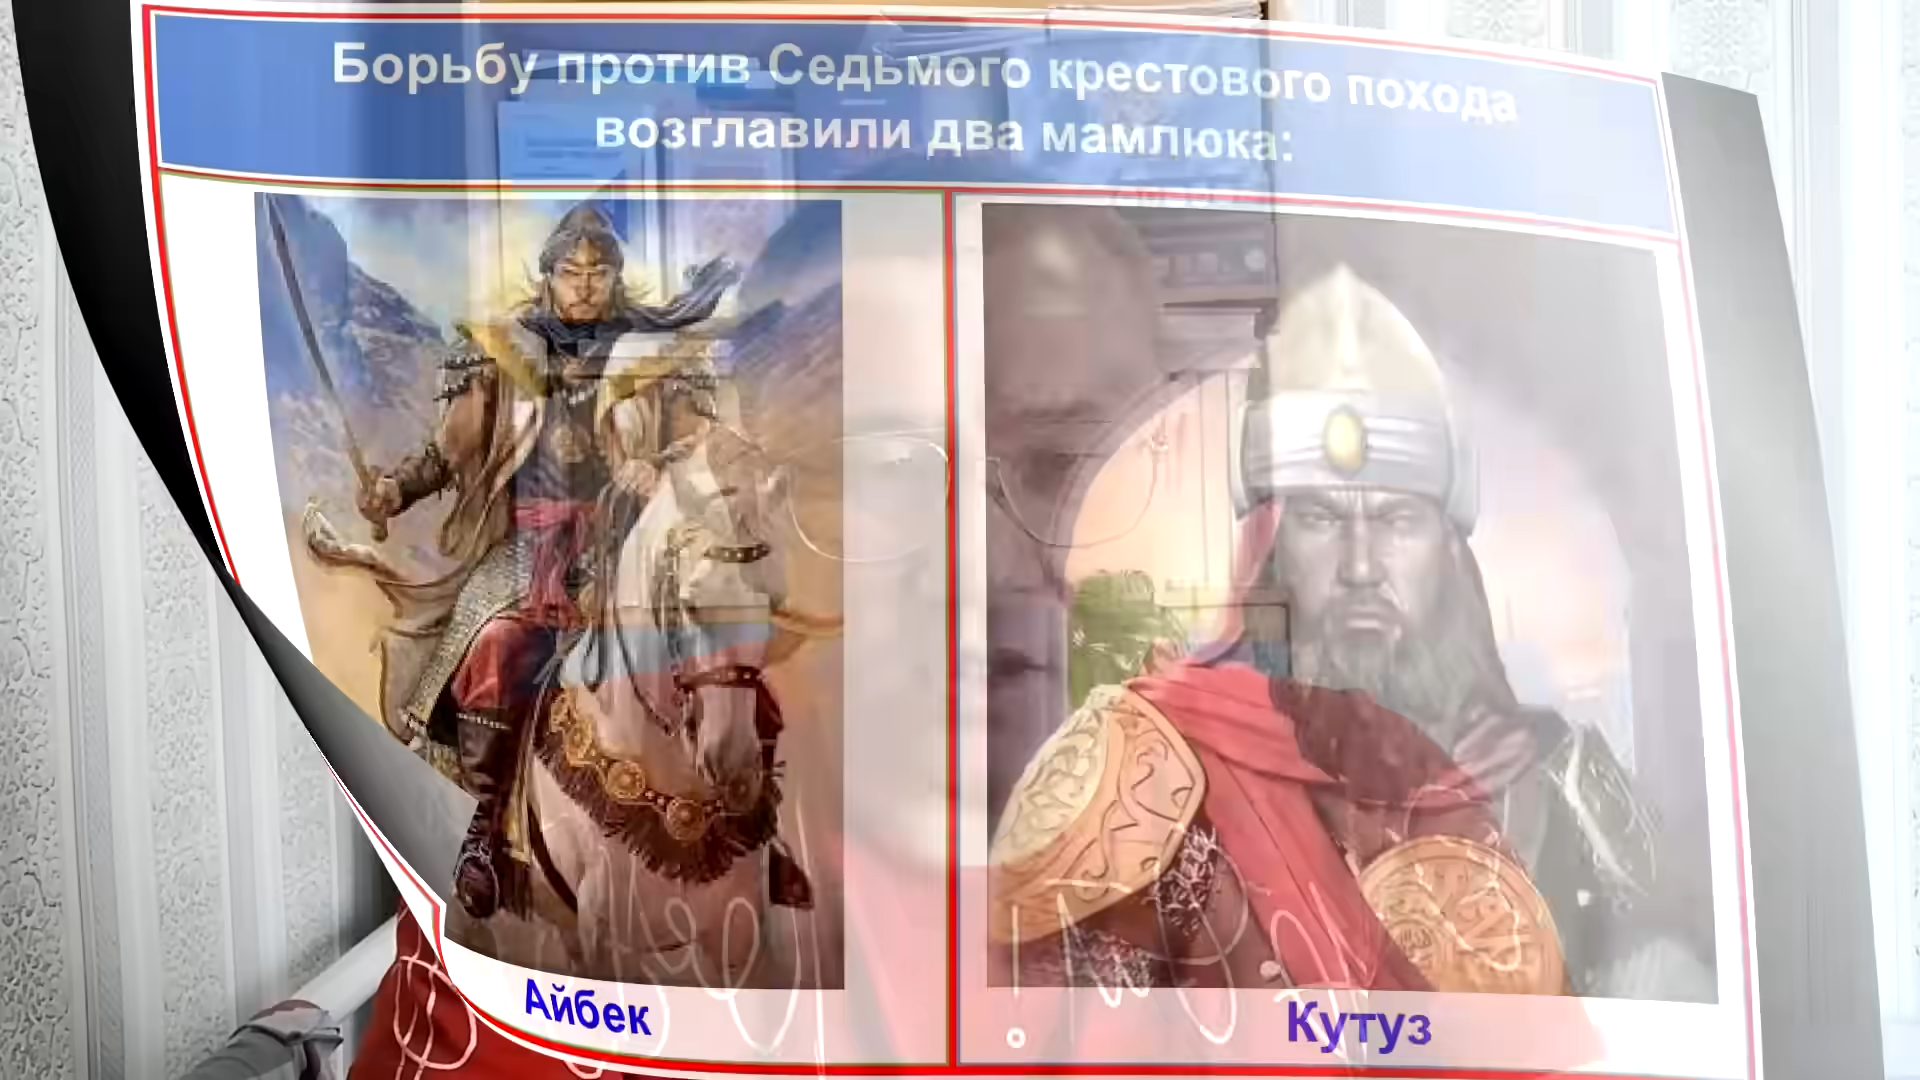 Борьбу против Седьмого крестового похода
возглавили два мамлюка:
Айбек
Кутуз